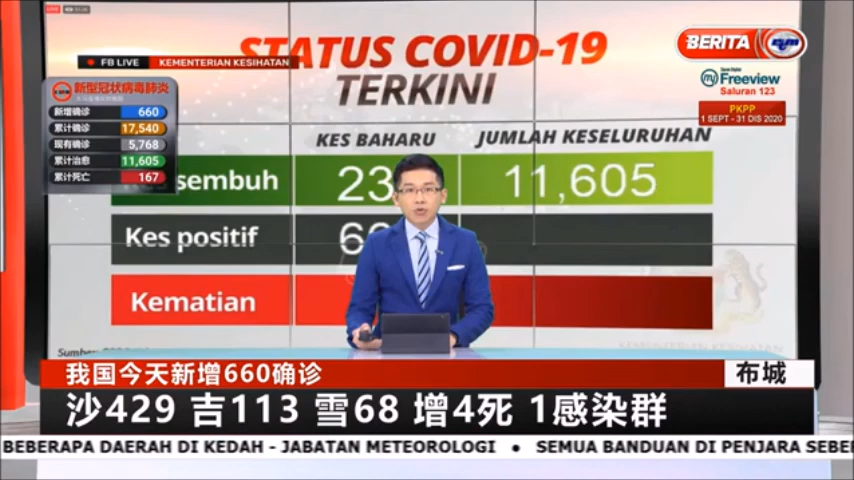 STATUS COVID-19
TERKINI
FB LIVE
KEMENTERIAN KESIHATAN
BERITA
Freeview
Saluran 123
PKPP
1 SEPT - 31 DIS 2020
新型冠状病毒肺炎
新增确诊 660
累计确诊 17,540
现有确诊 5,768
累计治愈 11,605
累计死亡 167
KES BAHARU JUMLAH KESELURUHAN
sembuh 23 11,605
Kes positif
Kematian
KEMENTERIAN KESIHATAN
我国今天新增660确诊
布城
沙429 吉113 雪68 增4死 1感染群
BEBERAPA DAERAH DI KEDAH - JABATAN METEOROLOGI • SEMUA BANDUAN DI PENJARA SEBE